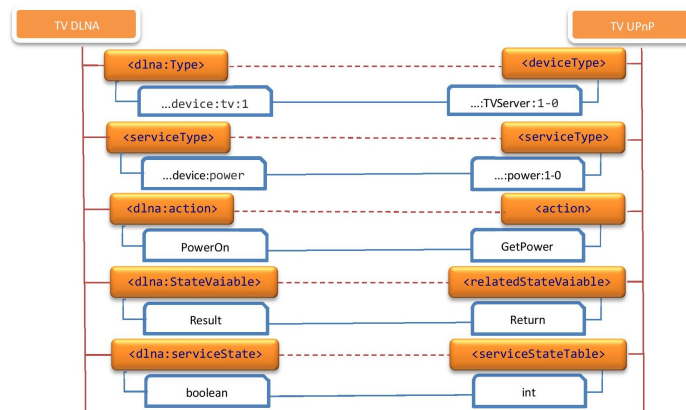 TV DLNA TV UPnP
<dlna:Type> <deviceType>
...device:tv:1 ...:TVServer:1-0
<serviceType> <serviceType>
...device:power ...:power:1-0
<dlna:action> <action>
PowerOn GetPower
<dlna:StateVaiable> <relatedStateVaiable>
Result Return
<dlna:serviceState> <serviceStateTable>
boolean int